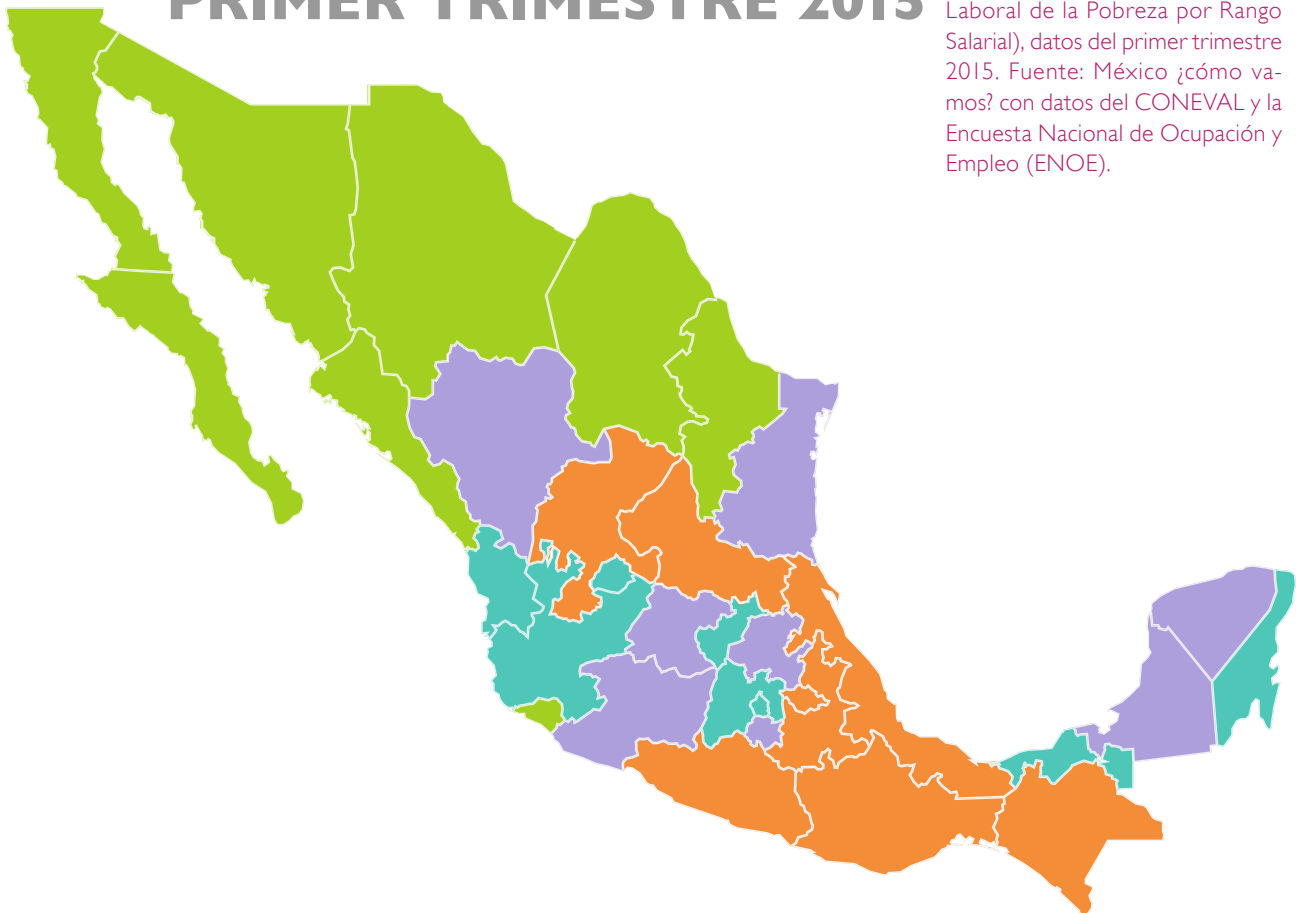 PRIMER TRIMESTRE 2015
Laboral de la Pobreza por Rango
Salarial), datos del primer trimestre
2015. Fuente: México ¿cómo va-
mos? con datos del CONEVAL y la
Encuesta Nacional de Ocupación y
Empleo (ENOE).